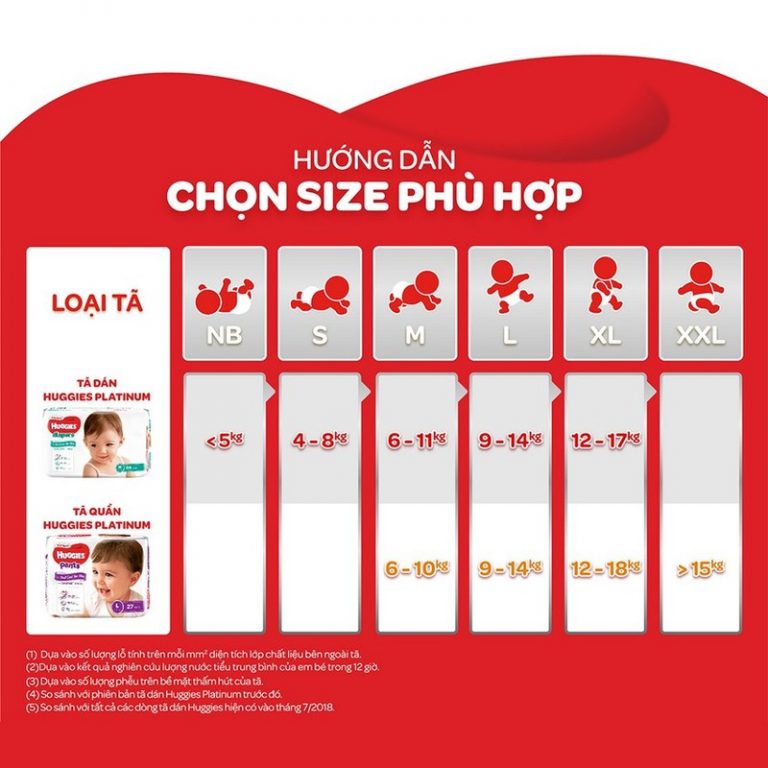 HƯỚNG DẪN
CHỌN SIZE PHÙ HỢP
LOẠI TÃ
NB
S
M
L
XL
XXL
TÃ DÁN
HUGGIES PLATINUM
HUGGIES
diapers
<5kg
4 - 8kg
6 - 11kg
9 - 14kg
12 - 17kg
TÃ QUẦN
HUGGIES PLATINUM
HUGGIES
pants
L
27
6 - 10kg
9 - 14kg
12 - 18kg
> 15kg
(1) Dựa vào số lượng lỗ tính trên mỗi mm² diện tích lớp chất liệu bên ngoài tã.
(2)Dựa vào kết quả nghiên cứu lượng nước tiểu trung bình của em bé trong 12 giờ.
(3) Dựa vào số lượng phễu trên bề mặt thấm hút của tã.
(4) So sánh với phiên bản tã dán Huggies Platinum trước đó.
(5) So sánh với tất cả các dòng tã dán Huggies hiện có vào tháng 7/2018.